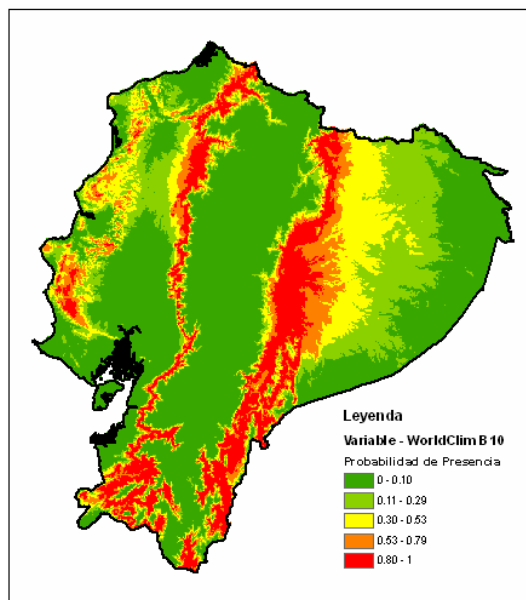 Leyenda
Variable - WorldClim B 10
Probabilidad de Presencia
0 - 0.10
0.11 - 0.29
0.30 - 0.53
0.53 - 0.79
0.80 - 1